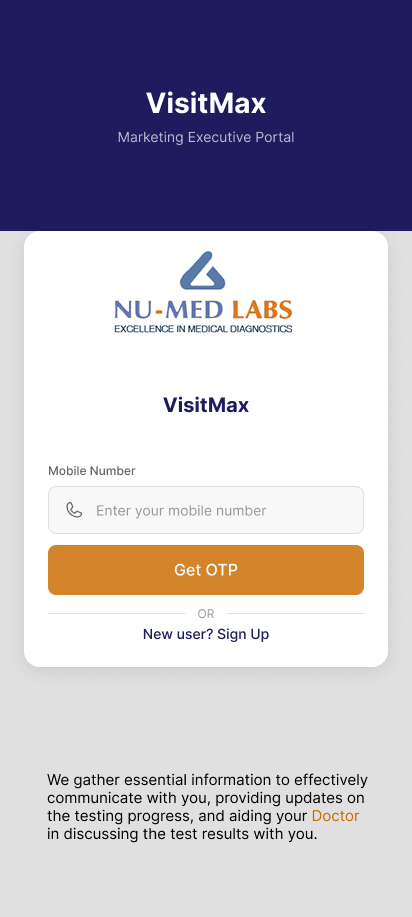 VisitMax
Marketing Executive Portal
NU-MED LABS
EXCELLENCE IN MEDICAL DIAGNOSTICS
VisitMax
Mobile Number
Enter your mobile number
Get OTP
OR
New user? Sign Up
We gather essential information to effectively
communicate with you, providing updates on
the testing progress, and aiding your Doctor
in discussing the test results with you.